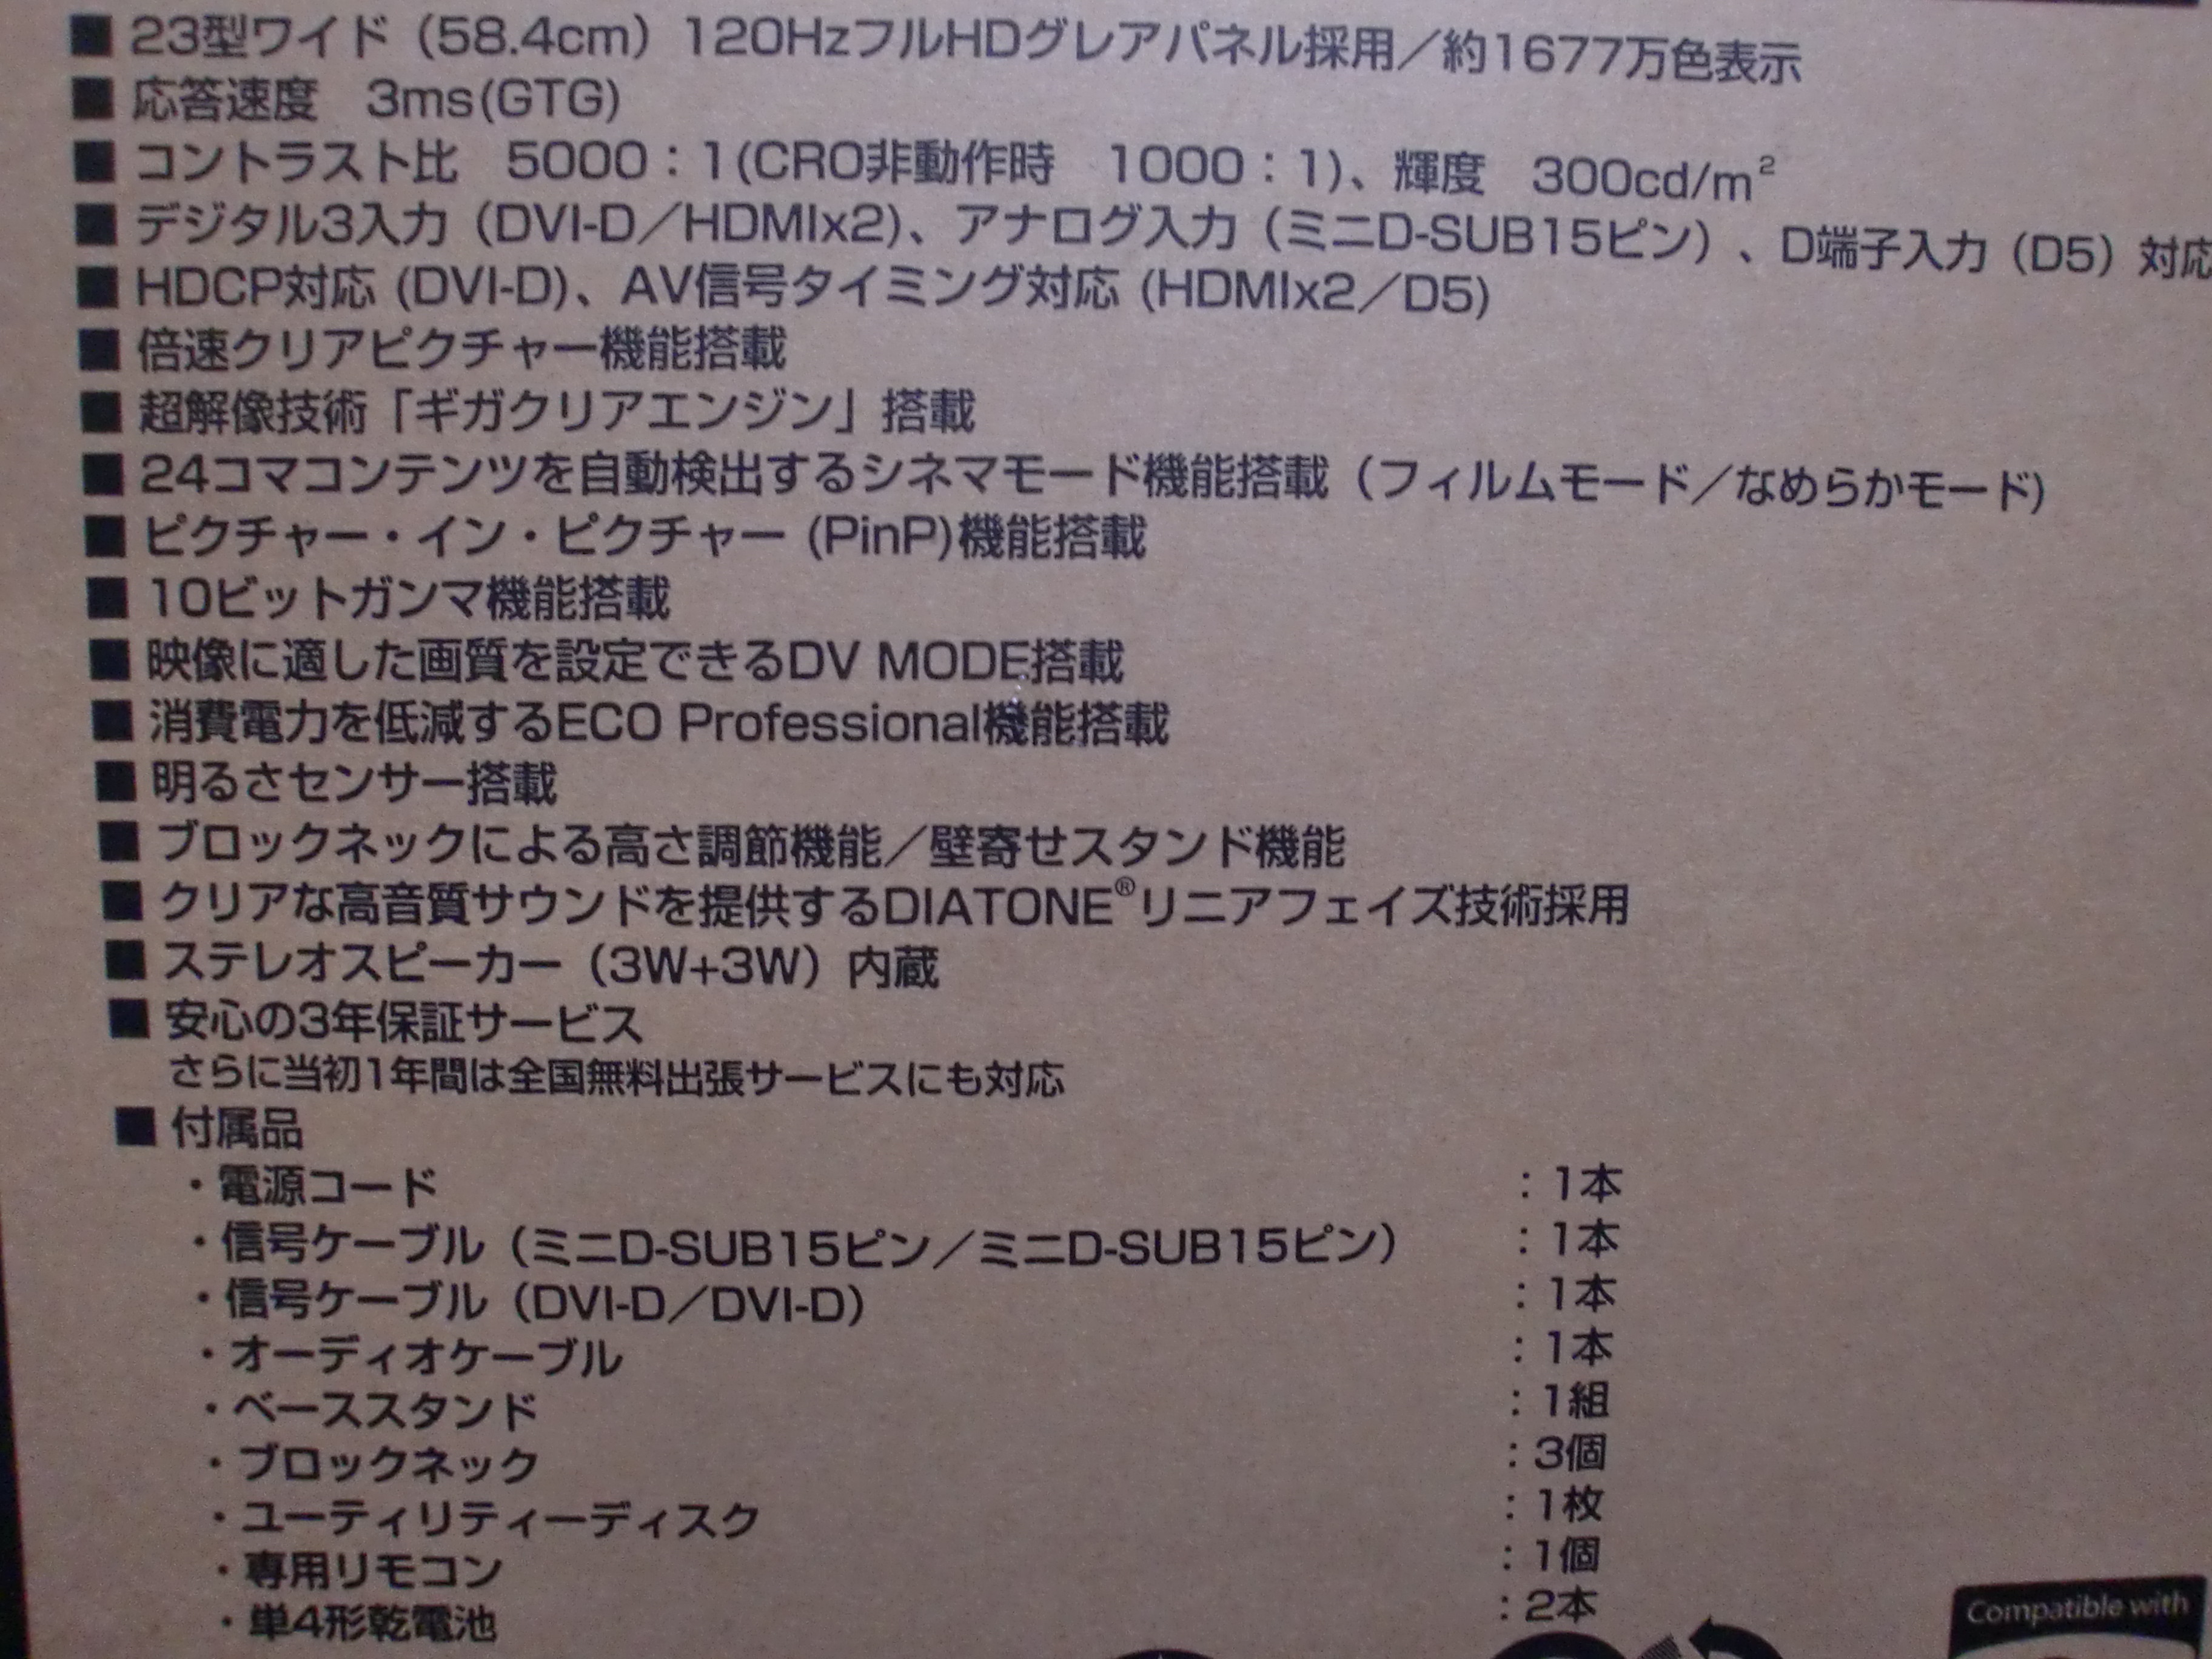 ■ 23型ワイド（58.4cm）120HzフルHDグレアパネル採用／約1677万色表示
■ 応答速度　3ms(GTG)
■ コントラスト比　5000：1(CRO非動作時　1000：1)、輝度　300cd/m²
■ デジタル3入力（DVI-D／HDMIx2)、アナログ入力（ミニD-SUB15ピン）、D端子入力（D5）対応
■ HDCP対応 (DVI-D)、AV信号タイミング対応 (HDMIx2／D5)
■ 倍速クリアピクチャー機能搭載
■ 超解像技術「ギガクリアエンジン」搭載
■ 24コマコンテンツを自動検出するシネマモード機能搭載（フィルムモード／なめらかモード)
■ ピクチャー・イン・ピクチャー (PinP)機能搭載
■ 10ビットガンマ機能搭載
■ 映像に適した画質を設定できるDV MODE搭載
■ 消費電力を低減するECO Professional機能搭載
■ 明るさセンサー搭載
■ ブロックネックによる高さ調節機能／壁寄せスタンド機能
■ クリアな高音質サウンドを提供するDIATONE®リニアフェイズ技術採用
■ ステレオスピーカー（3W+3W）内蔵
■ 安心の3年保証サービス
さらに当初1年間は全国無料出張サービスにも対応
■ 付属品
・電源コード　：1本
・信号ケーブル（ミニD-SUB15ピン／ミニD-SUB15ピン）　：1本
・信号ケーブル（DVI-D／DVI-D）　：1本
・オーディオケーブル　：1本
・ベーススタンド　：1組
・ブロックネック　：3個
・ユーティリティーディスク　：1枚
・専用リモコン　：1個
・単4形乾電池　：2本
Compatible with